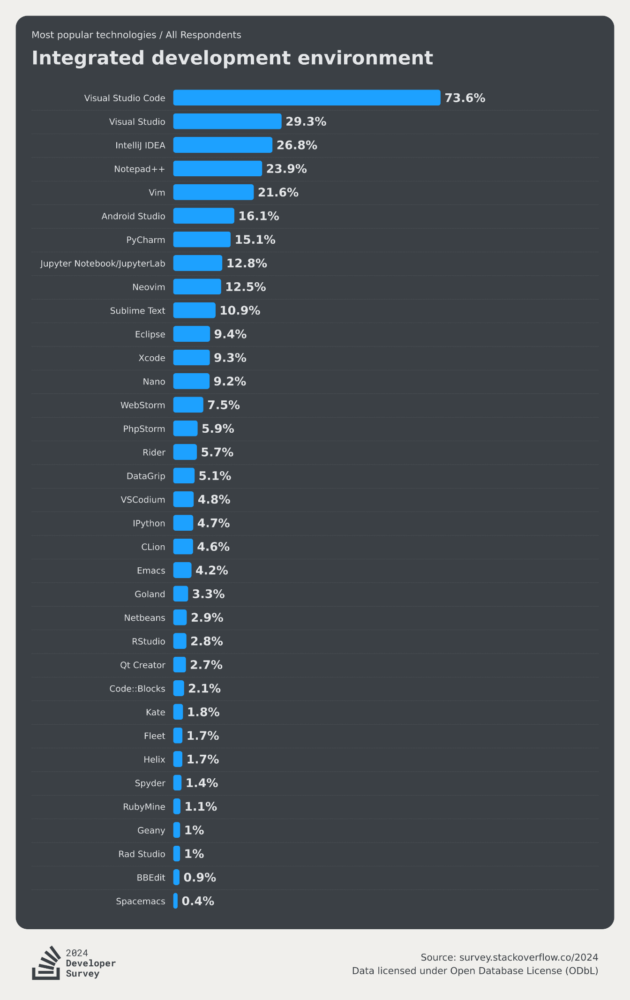 Most popular technologies / All Respondents
Integrated development environment
Visual Studio Code 73.6%
Visual Studio 29.3%
IntelliJ IDEA 26.8%
Notepad++ 23.9%
Vim 21.6%
Android Studio 16.1%
PyCharm 15.1%
Jupyter Notebook/JupyterLab 12.8%
Neovim 12.5%
Sublime Text 10.9%
Eclipse 9.4%
Xcode 9.3%
Nano 9.2%
WebStorm 7.5%
PhpStorm 5.9%
Rider 5.7%
DataGrip 5.1%
VSCodium 4.8%
IPython 4.7%
CLion 4.6%
Emacs 4.2%
Goland 3.3%
Netbeans 2.9%
RStudio 2.8%
Qt Creator 2.7%
Code::Blocks 2.1%
Kate 1.8%
Fleet 1.7%
Helix 1.7%
Spyder 1.4%
RubyMine 1.1%
Geany 1%
Rad Studio 1%
BBEdit 0.9%
Spacemacs 0.4%
2024
Developer
Survey
Source: survey.stackoverflow.co/2024
Data licensed under Open Database License (ODbL)